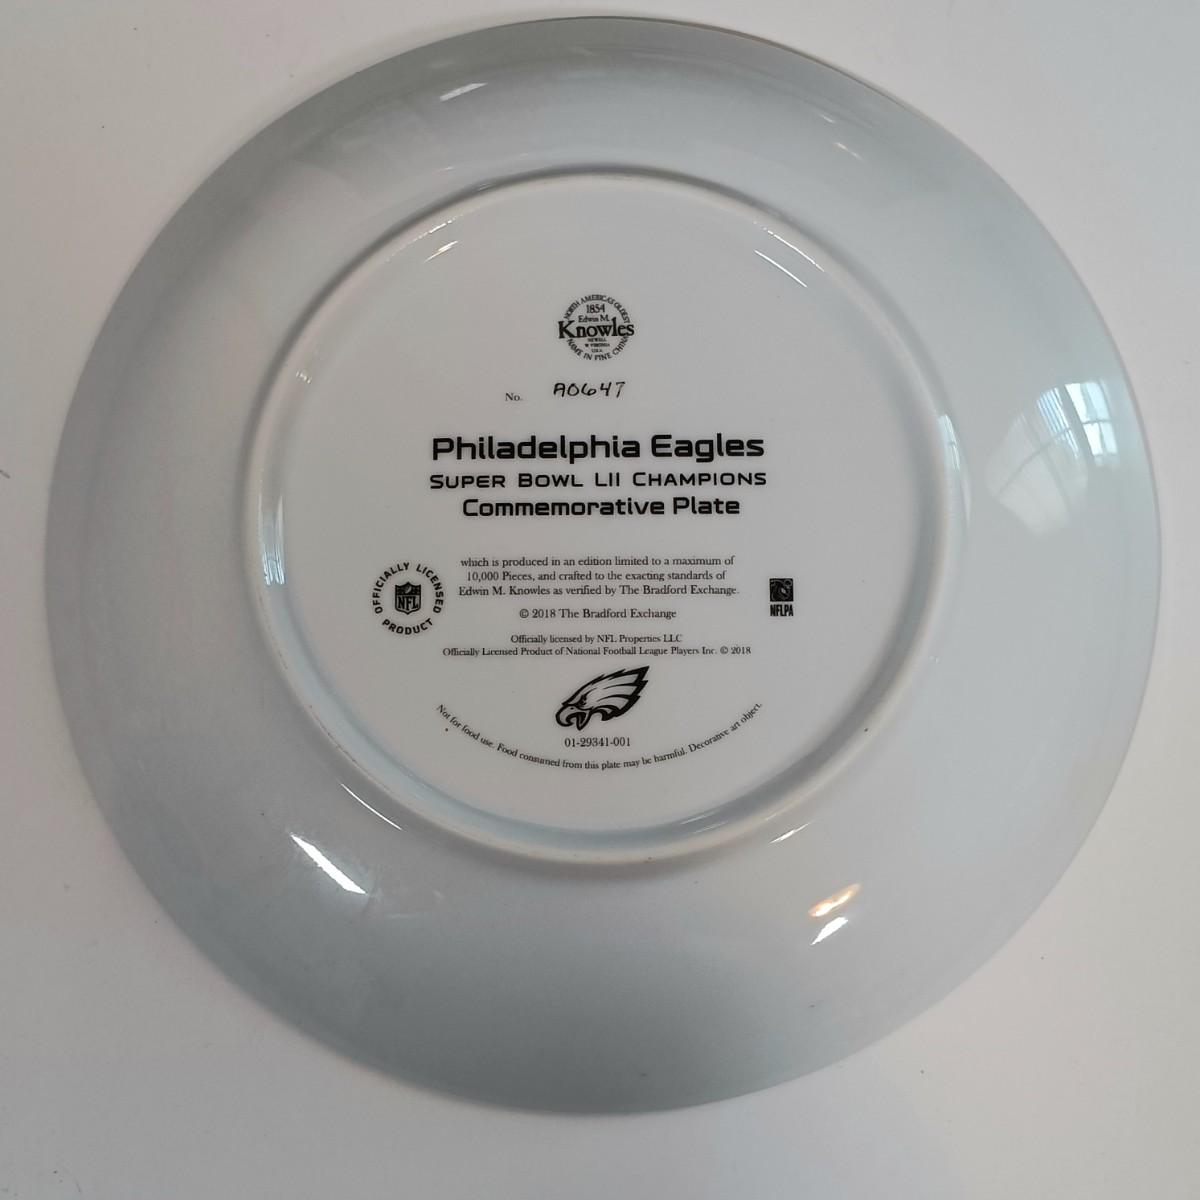 NORTH AMERICA'S OLDEST
1854
Edwin M.
Knowles
NEWELL
W VIRGINIA
U.S.A.
NAME IN FINE CHINA
No. A0647
Philadelphia Eagles
SUPER BOWL LII CHAMPIONS
Commemorative Plate
which is produced in an edition limited to a maximum of
10,000 Pieces, and crafted to the exacting standards of
Edwin M. Knowles as verified by The Bradford Exchange.
OFFICIALLY LICENSED
NFL
PRODUCT
NFLPA
© 2018 The Bradford Exchange
Officially licensed by NFL Properties LLC
Officially Licensed Product of National Football League Players Inc. © 2018
01-29341-001
Not for food use. Food consumed from this plate may be harmful. Decorative art object.